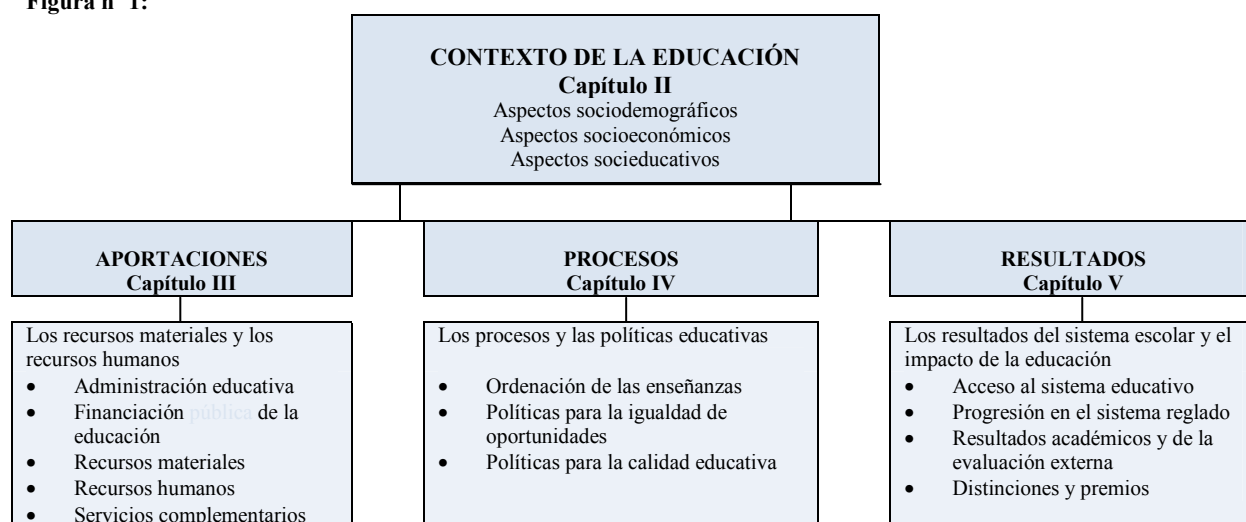 Figura nº 1:
CONTEXTO DE LA EDUCACIÓN
Capítulo II
Aspectos sociodemográficos
Aspectos socioeconómicos
Aspectos socieducativos
APORTACIONES
Capítulo III
Los recursos materiales y los
recursos humanos
• Administración educativa
• Financiación pública de la
educación
• Recursos materiales
• Recursos humanos
• Servicios complementarios
PROCESOS
Capítulo IV
Los procesos y las políticas educativas
• Ordenación de las enseñanzas
• Políticas para la igualdad de
oportunidades
• Políticas para la calidad educativa
RESULTADOS
Capítulo V
Los resultados del sistema escolar y el
impacto de la educación
• Acceso al sistema educativo
• Progresión en el sistema reglado
• Resultados académicos y de la
evaluación externa
• Distinciones y premios